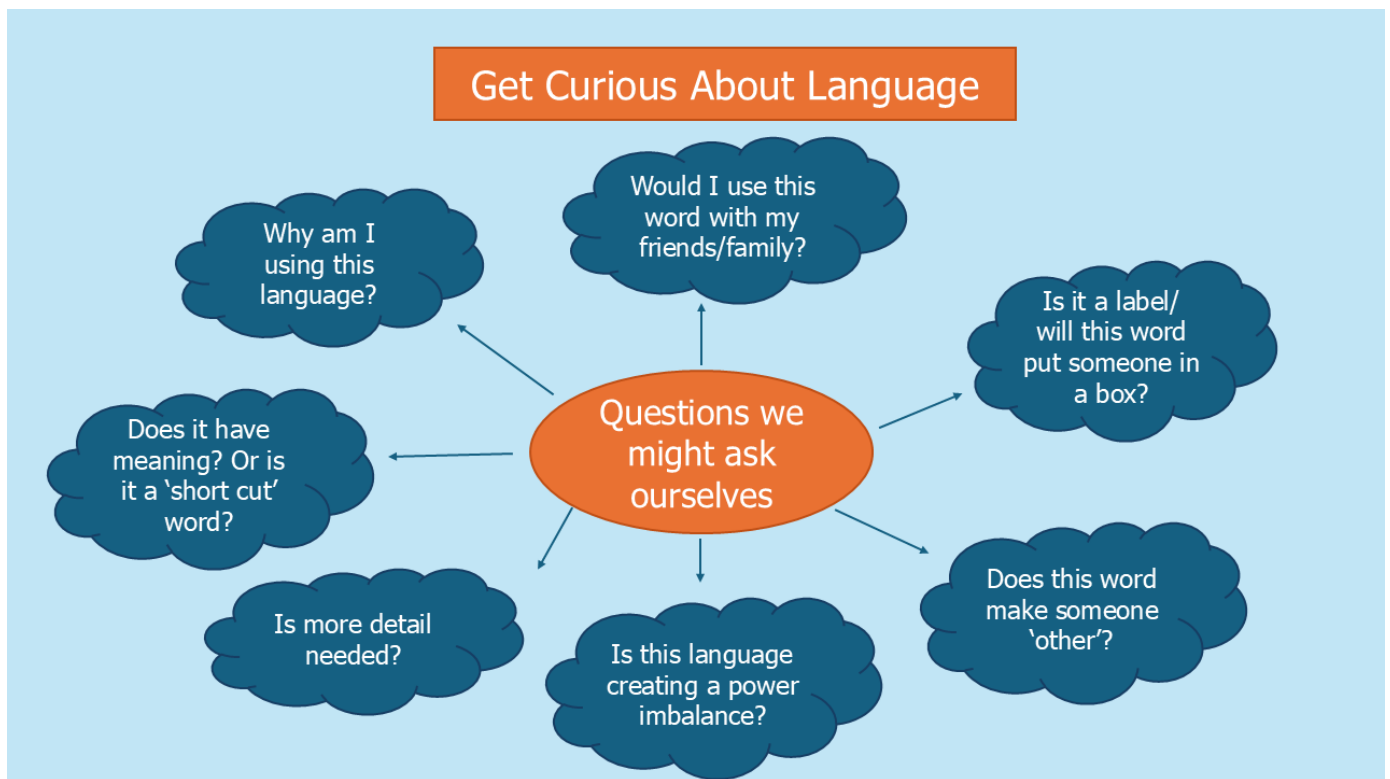 Get Curious About Language
Would I use this
word with my
friends/family?
Why am I
using this
language?
Is it a label/
will this word
put someone in
a box?
Questions we
might ask
ourselves
Does it have
meaning? Or is
it a ‘short cut’
word?
Does this word
make someone
‘other’?
Is more detail
needed?
Is this language
creating a power
imbalance?